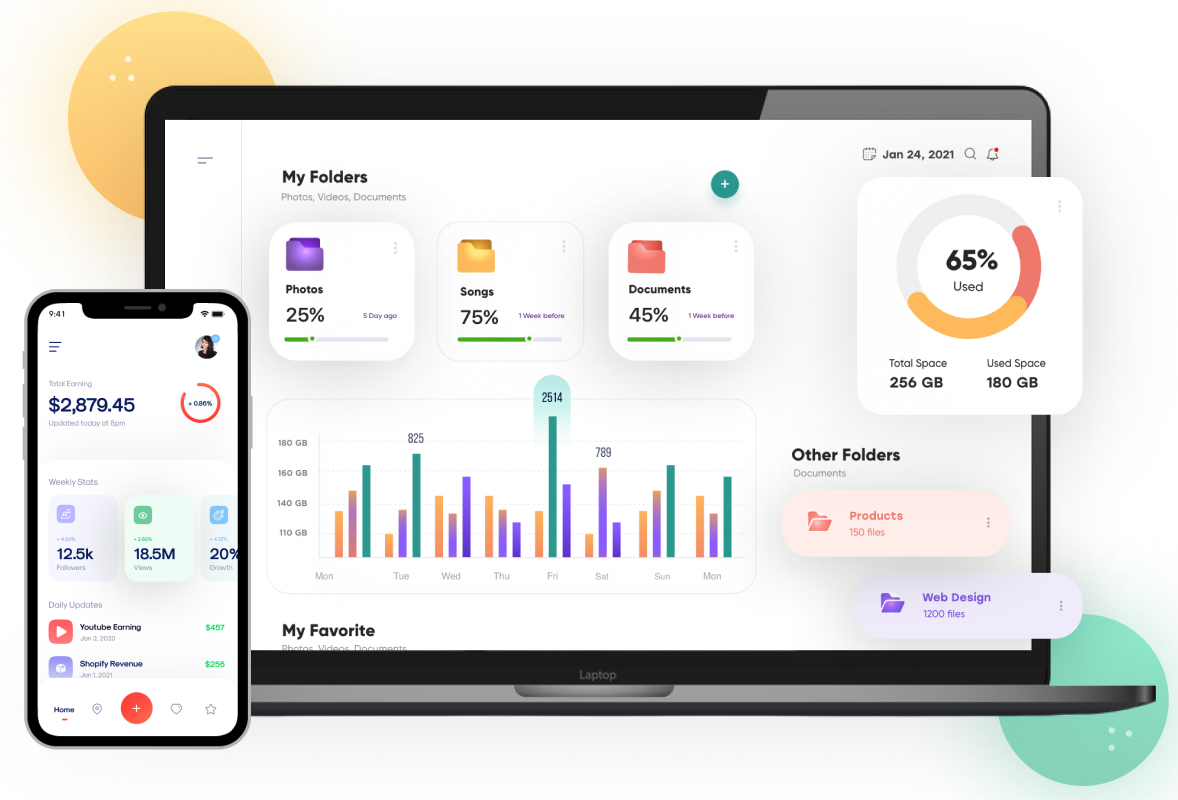 Jan 24, 2021
My Folders
Photos, Videos, Documents
+
Photos
25%
5 Day ago
Songs
75%
1 Week before
Documents
45%
1 Week before
65%
Used
Total Space
Used Space
256 GB
180 GB
2514
825
789
180 GB
160 GB
140 GB
110 GB
Mon
Tue
Wed
Thu
Fri
Sat
Sun
Mon
Other Folders
Documents
Products
150 files
Web Design
1200 files
My Favorite
Photos, Videos, Documents
Laptop
9:41
Total Earning
$2,879.45
Updated today at 8pm
+ 0.86%
Weekly Stats
+ 4.56%
12.5k
Followers
+ 2.86%
18.5M
Views
+ 4.12%
20%
Growth
Daily Updates
Youtube Earning
$457
Jan 2, 2020
Shopify Revenue
$256
Jan 1, 2021
Home
+